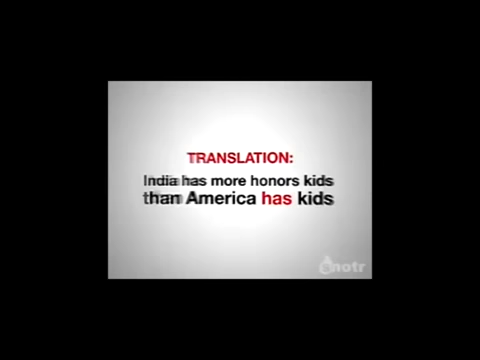 TRANSLATION:
India has more honors kids
than America has kids